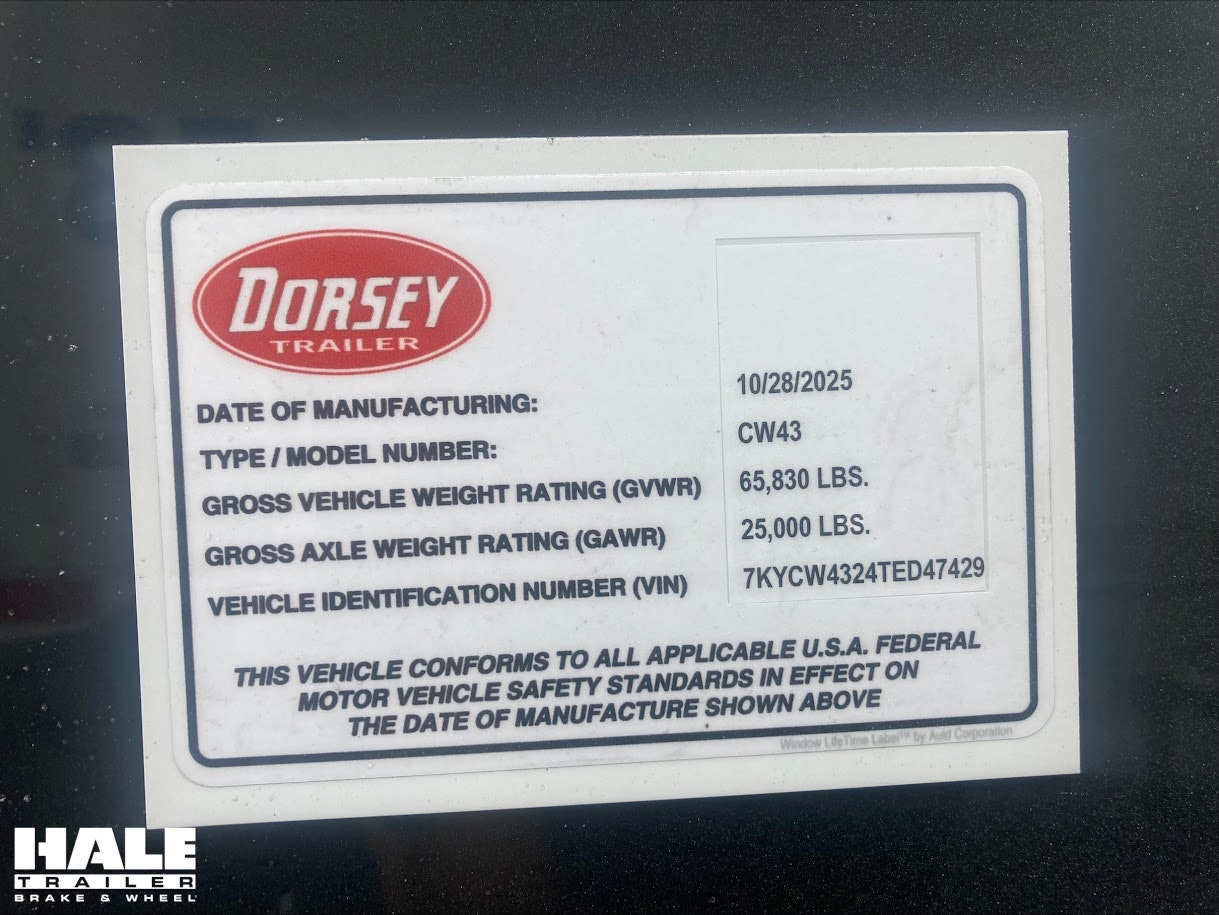 DORSEY
TRAILER
DATE OF MANUFACTURING: 10/28/2025
TYPE / MODEL NUMBER: CW43
GROSS VEHICLE WEIGHT RATING (GVWR) 65,830 LBS.
GROSS AXLE WEIGHT RATING (GAWR) 25,000 LBS.
VEHICLE IDENTIFICATION NUMBER (VIN) 7KYCW4324TED47429
THIS VEHICLE CONFORMS TO ALL APPLICABLE U.S.A. FEDERAL
MOTOR VEHICLE SAFETY STANDARDS IN EFFECT ON
THE DATE OF MANUFACTURE SHOWN ABOVE
Window LifeTime Label™ by Auld Corporation
HALE
TRAILER
BRAKE & WHEEL